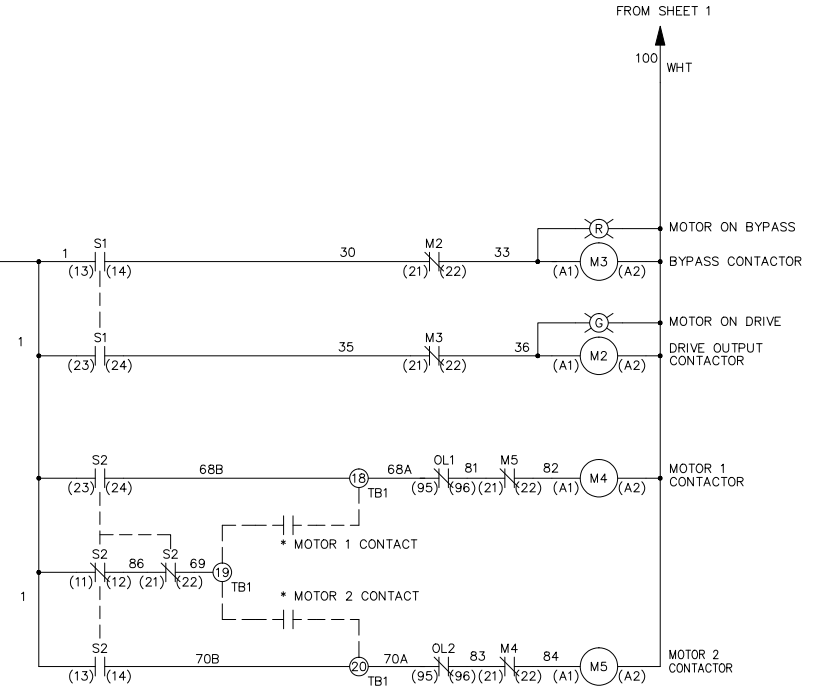 FROM SHEET 1
100
WHT
R MOTOR ON BYPASS
S1 M2
1 30 33
(13) (14) (21) (22) (A1) M3 (A2) BYPASS CONTACTOR
G MOTOR ON DRIVE
S1 M3
1 35 36
(23) (24) (21) (22) (A1) M2 (A2) DRIVE OUTPUT
CONTACTOR
S2 OL1 M5
68B 68A 81 82
(23) (24) 18 (95) (96) (21) (22) (A1) M4 (A2) MOTOR 1
CONTACTOR
TB1
* MOTOR 1 CONTACT
S2 S2
86 69
(11) (12) (21) (22) 19
TB1
1
* MOTOR 2 CONTACT
S2 OL2 M4
70B 70A 83 84
(13) (14) 20 (95) (96) (21) (22) (A1) M5 (A2) MOTOR 2
CONTACTOR
TB1